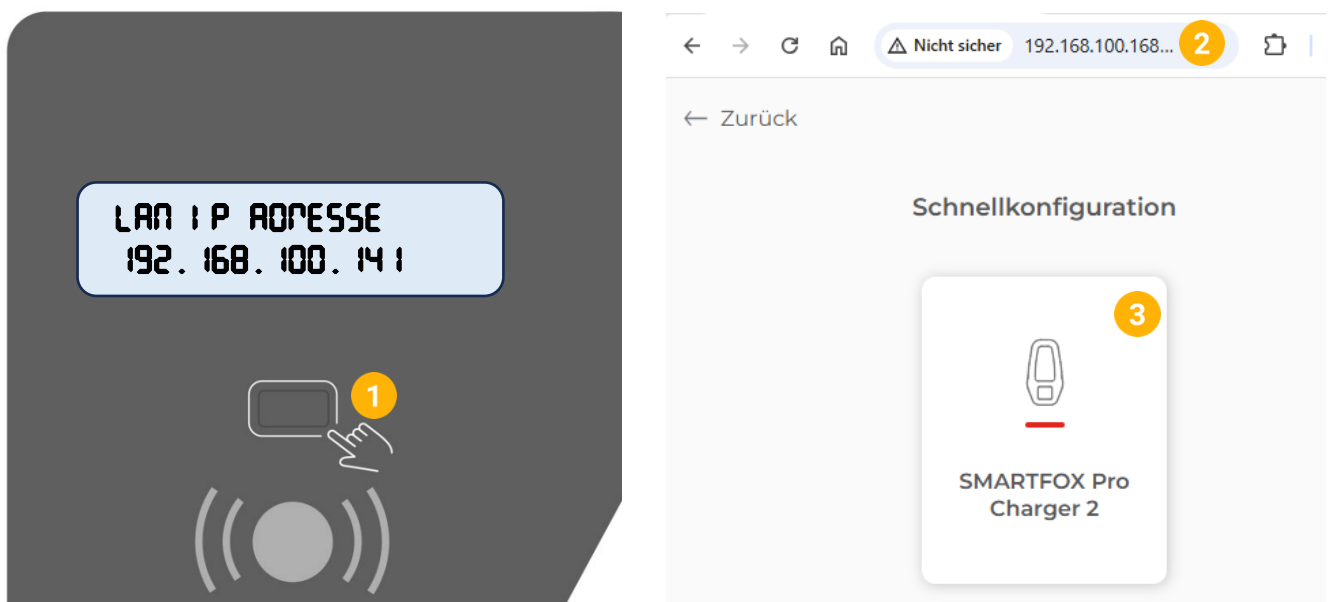 LAN IP ADRESSE
192.168.100.141
1
Nicht sicher 192.168.100.168... 2
Zurück
Schnellkonfiguration
3
SMARTFOX Pro
Charger 2